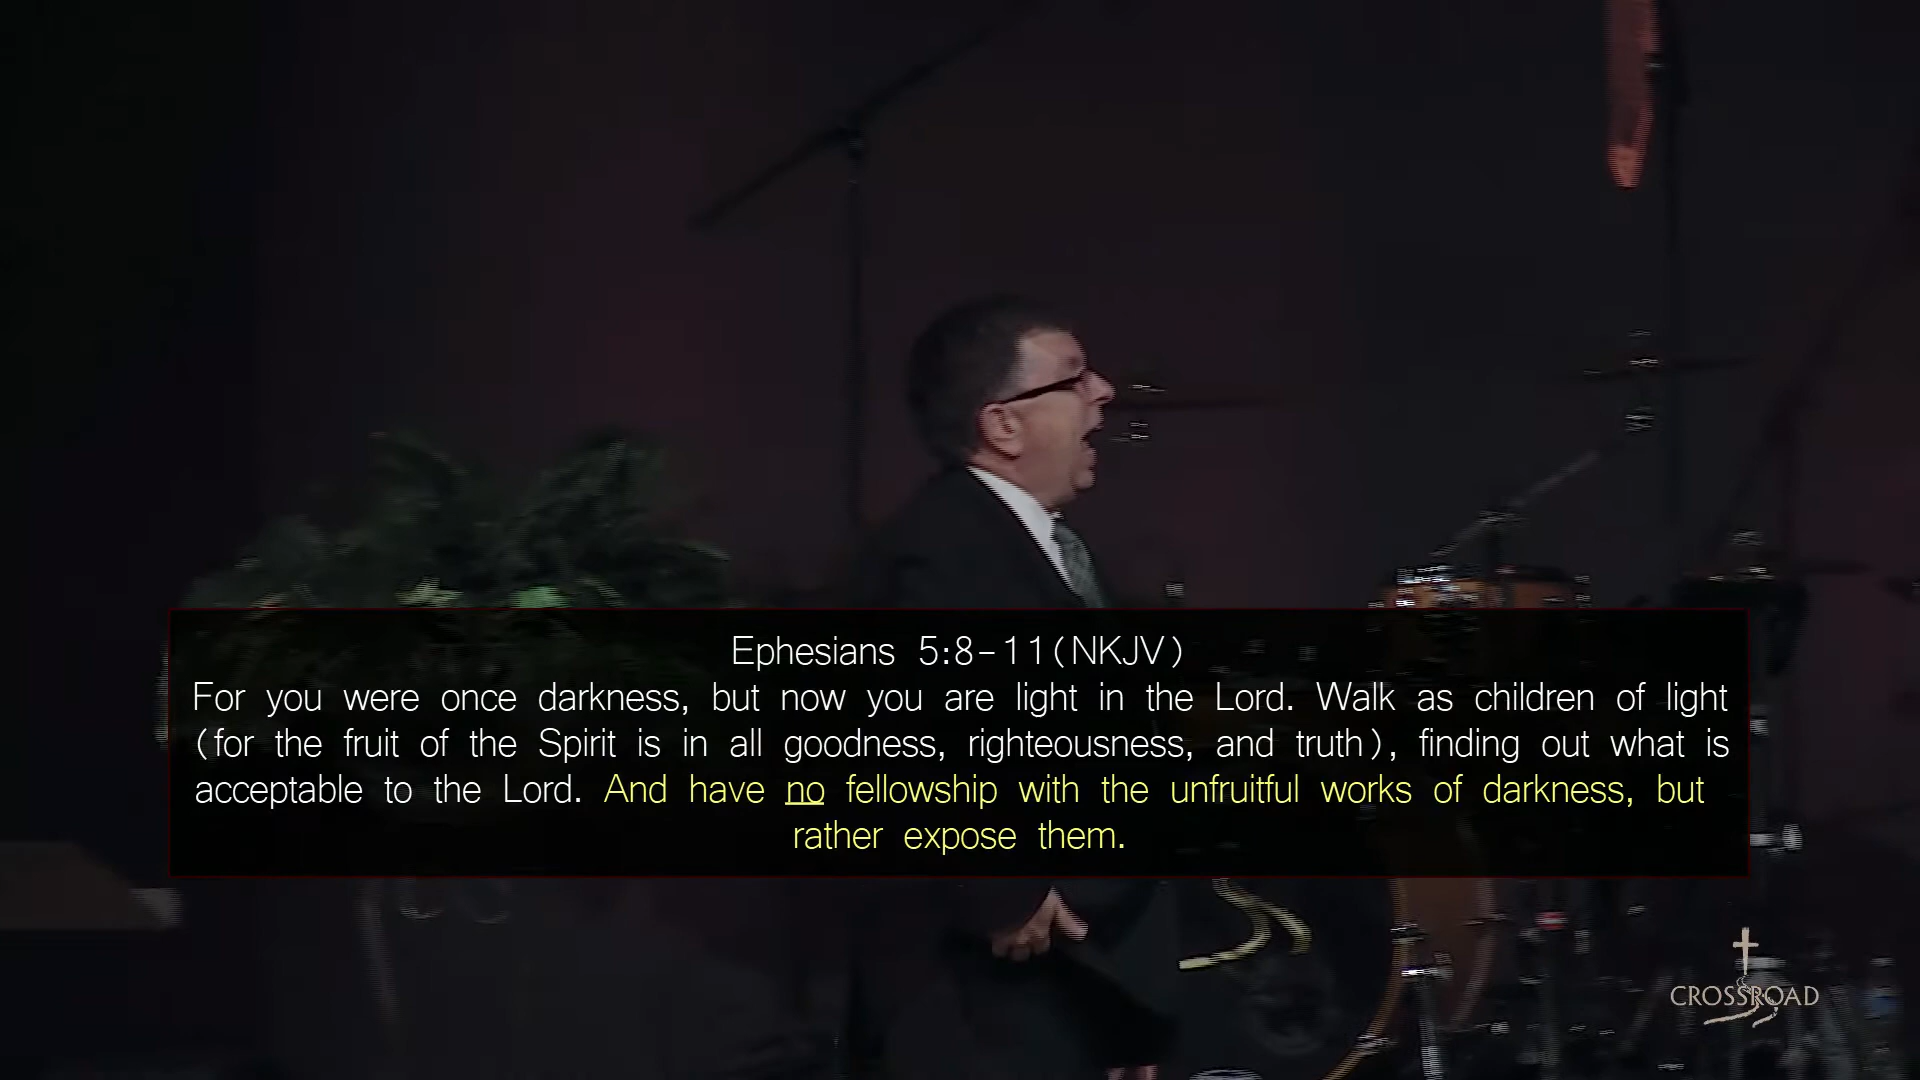 Ephesians 5:8-11(NKJV)
For you were once darkness, but now you are light in the Lord. Walk as children of light
(for the fruit of the Spirit is in all goodness, righteousness, and truth), finding out what is
acceptable to the Lord. And have no fellowship with the unfruitful works of darkness, but
rather expose them.
CROSSROAD